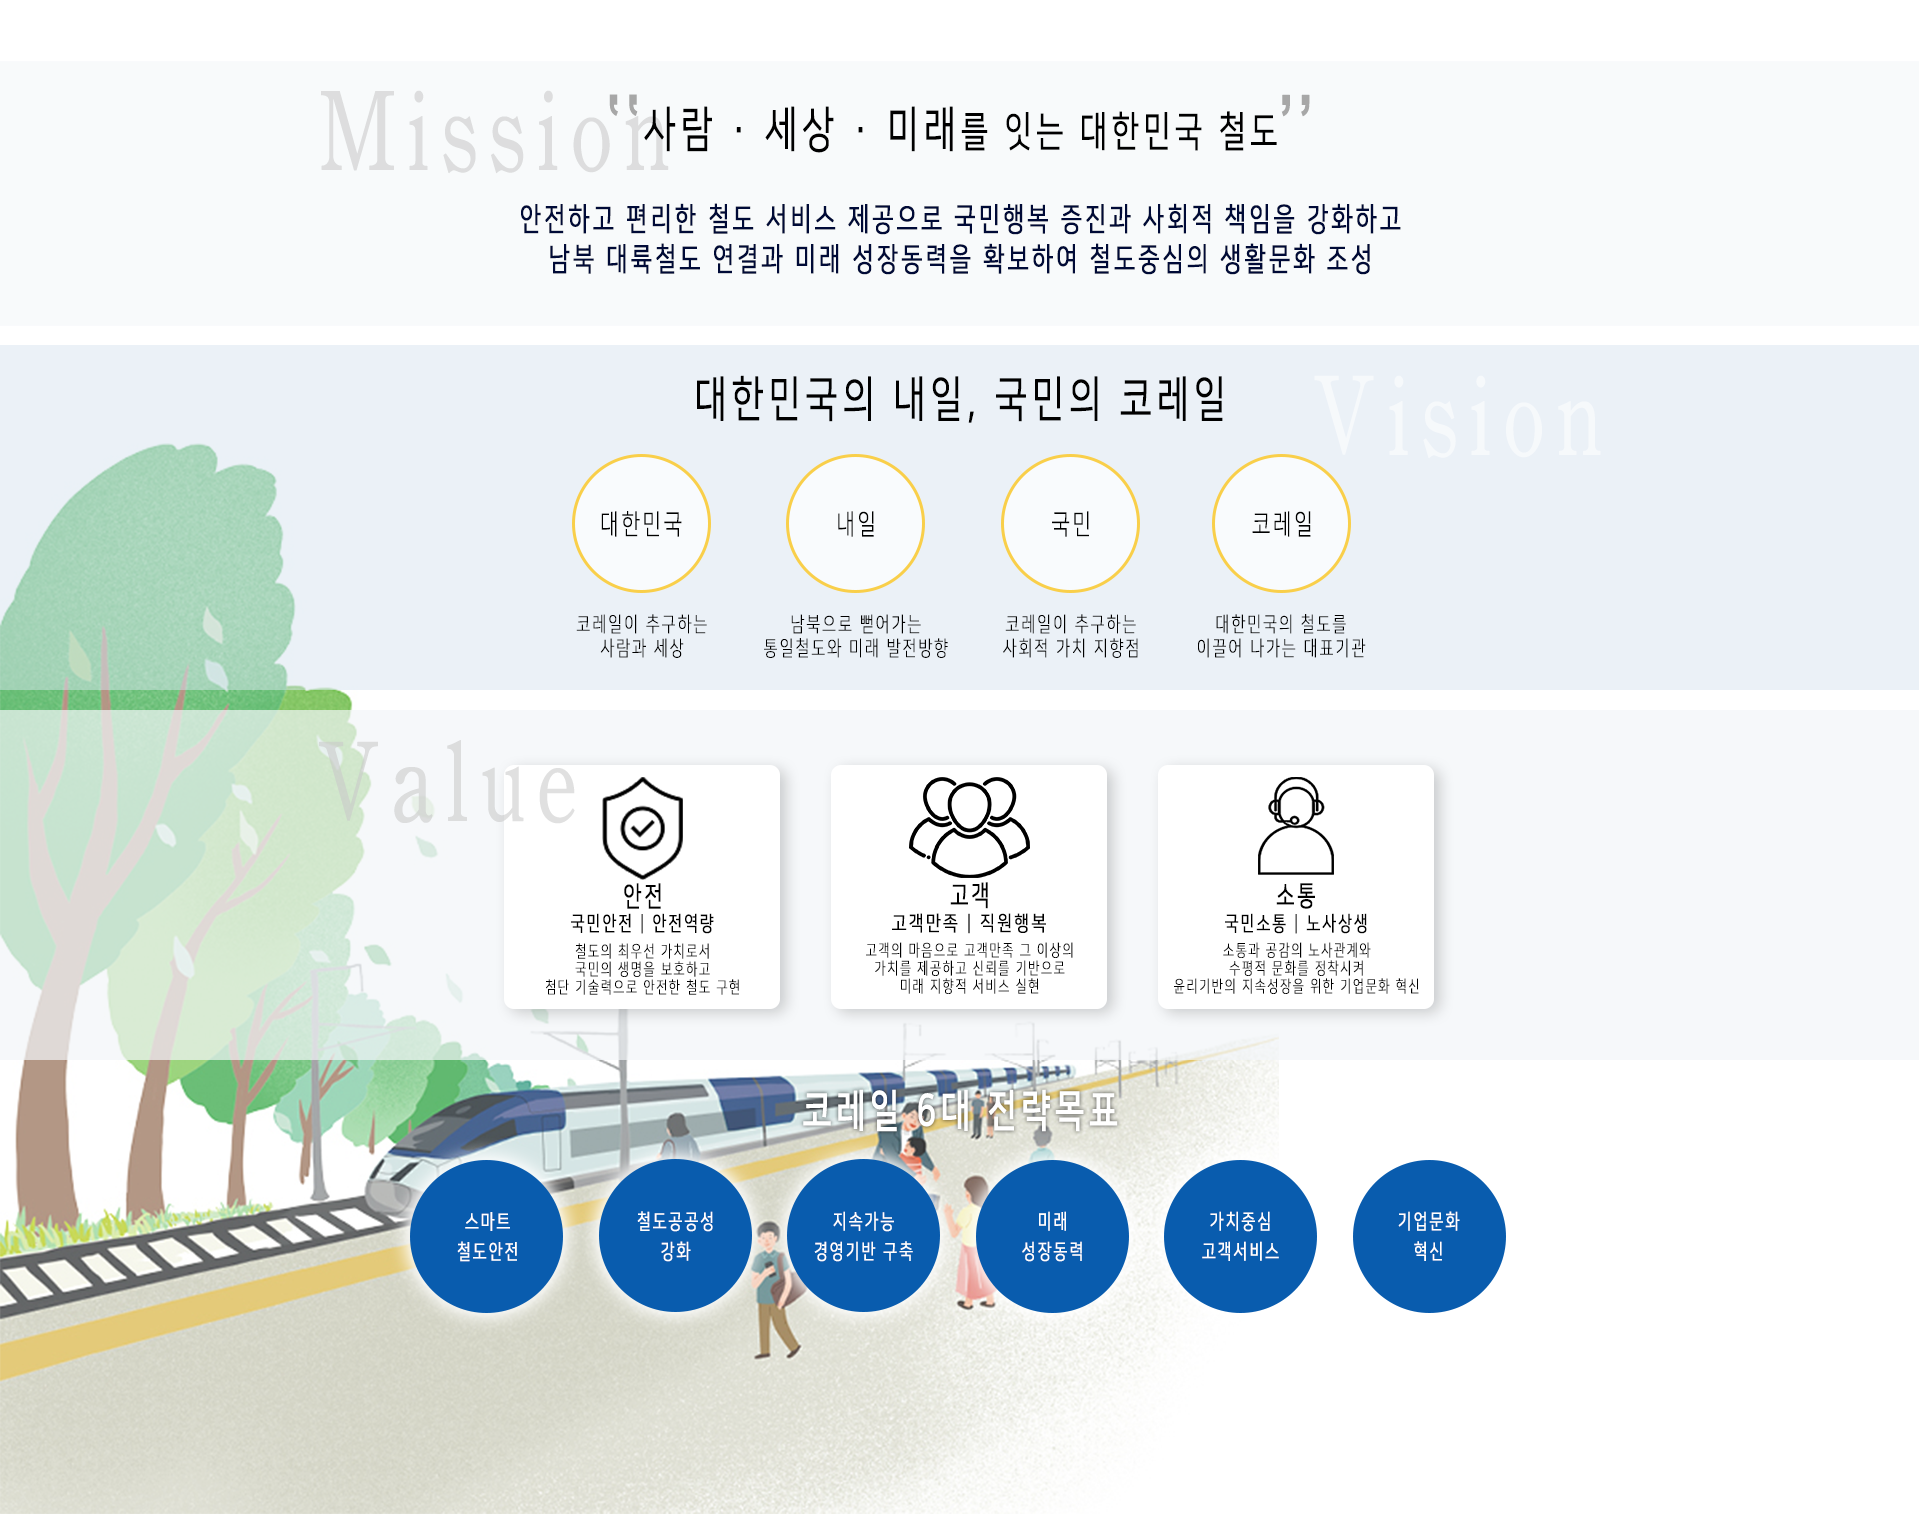 Mission
"사람 · 세상 · 미래를 잇는 대한민국 철도"
안전하고 편리한 철도 서비스 제공으로 국민행복 증진과 사회적 책임을 강화하고
남북 대륙철도 연결과 미래 성장동력을 확보하여 철도중심의 생활문화 조성
Vision
대한민국의 내일, 국민의 코레일
대한민국
코레일이 추구하는
사람과 세상
내일
남북으로 뻗어가는
통일철도와 미래 발전방향
국민
코레일이 추구하는
사회적 가치 지향점
코레일
대한민국의 철도를
이끌어 나가는 대표기관
Value
안전
국민안전 | 안전역량
철도의 최우선 가치로서
국민의 생명을 보호하고
첨단 기술력으로 안전한 철도 구현
고객
고객만족 | 직원행복
고객의 마음으로 고객만족 그 이상의
가치를 제공하고 신뢰를 기반으로
미래 지향적 서비스 실현
소통
국민소통 | 노사상생
소통과 공감의 노사관계와
수평적 문화를 정착시켜
윤리기반의 지속성장을 위한 기업문화 혁신
코레일 6대 전략목표
스마트
철도안전
철도공공성
강화
지속가능
경영기반 구축
미래
성장동력
가치중심
고객서비스
기업문화
혁신